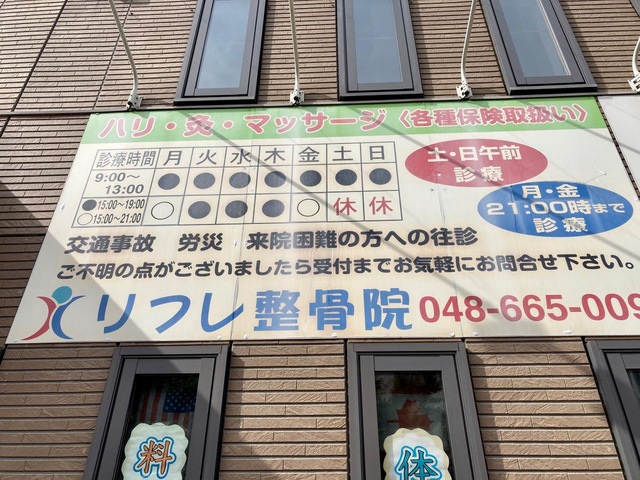 ハリ・灸・マッサージ〈各種保険取扱い〉
診療時間 月 火 水 木 金 土 日
9:00〜13:00 ● ● ● ● ● ● ●
●15:00〜19:00
○15:00〜21:00 ○ ● ● ● ○ 休 休
土・日午前
診療
月・金
21:00時まで
診療
交通事故 労災 来院困難の方への往診
ご不明の点がございましたら受付までお気軽にお問合せ下さい。
リフレ整骨院 048-665-009
料
体